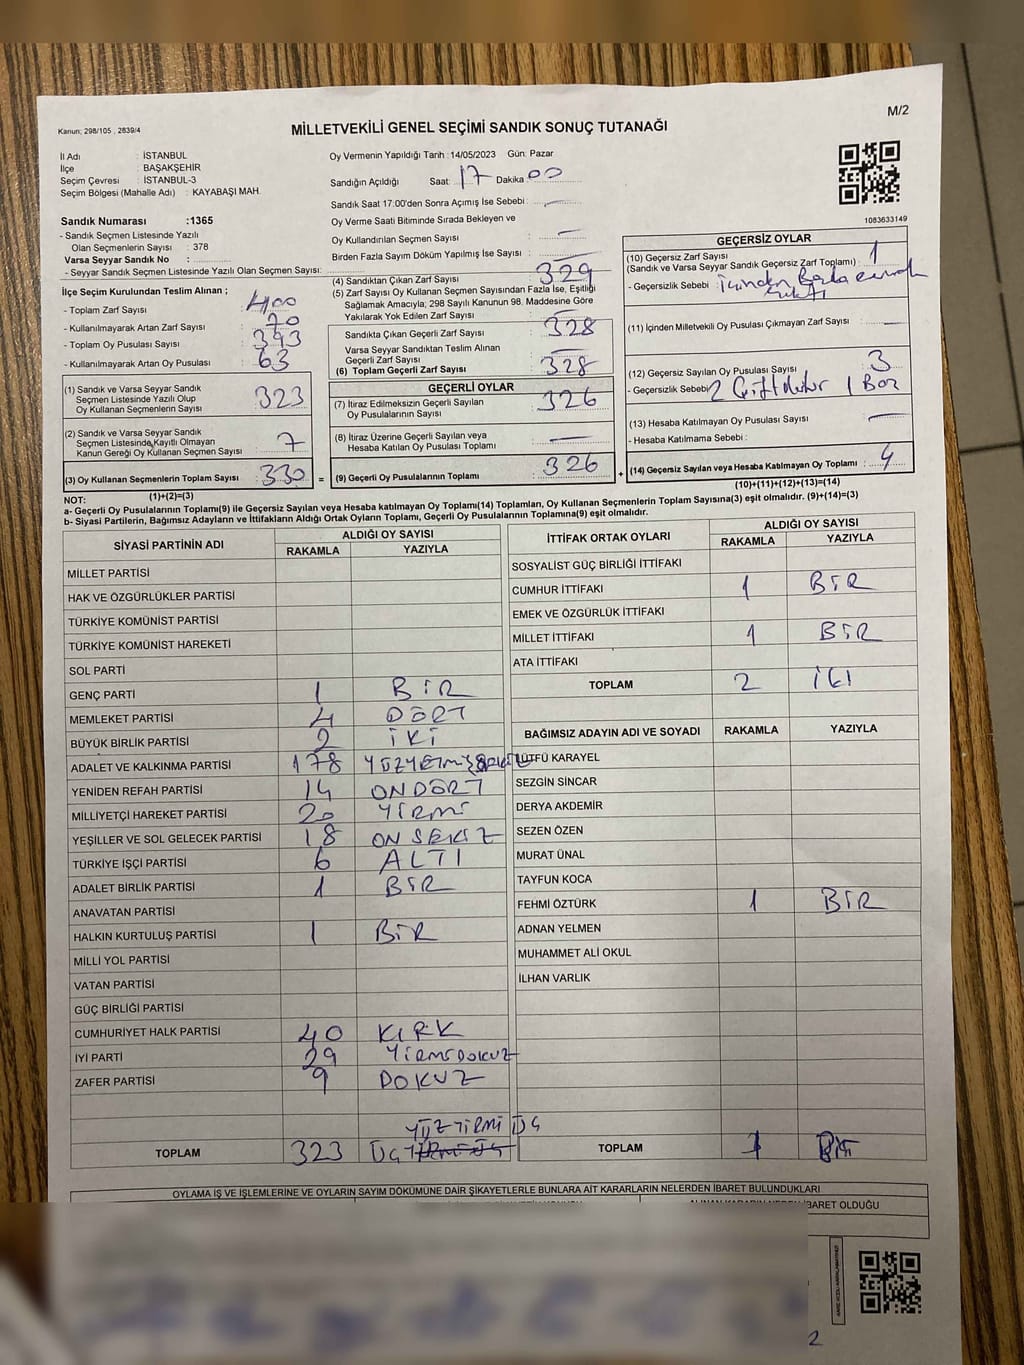 M/2
Kanun; 298/105 , 2839/4
MİLLETVEKİLİ GENEL SEÇİMİ SANDIK SONUÇ TUTANAĞI
İl Adı : İSTANBUL
İlçe : BAŞAKŞEHİR
Seçim Çevresi : İSTANBUL-3
Seçim Bölgesi (Mahalle Adı) : KAYABAŞI MAH.
Sandık Numarası :1365
- Sandık Seçmen Listesinde Yazılı
Olan Seçmenlerin Sayısı : 378
Varsa Seyyar Sandık No :
- Seyyar Sandık Seçmen Listesinde Yazılı Olan Seçmen Sayısı:
Oy Vermenin Yapıldığı Tarih : 14/05/2023 Gün: Pazar
Sandığın Açıldığı Saat: 17 Dakika 00
Sandık Saat 17:00'den Sonra Açımış İse Sebebi : —
Oy Verme Saati Bitiminde Sırada Bekleyen ve
Oy Kullandırılan Seçmen Sayısı : —
Birden Fazla Sayım Döküm Yapılmış İse Sayısı : —
1083633149
İlçe Seçim Kurulundan Teslim Alınan ;
- Toplam Zarf Sayısı : 400
- Kullanılmayarak Artan Zarf Sayısı : 70
- Toplam Oy Pusulası Sayısı : 393
- Kullanılmayarak Artan Oy Pusulası : 63
(1) Sandık ve Varsa Seyyar Sandık
Seçmen Listesinde Yazılı Olup
Oy Kullanan Seçmenlerin Sayısı : 323
(2) Sandık ve Varsa Seyyar Sandık
Seçmen Listesinde Kayıtlı Olmayan
Kanun Gereği Oy Kullanan Seçmen Sayısı : 7
(3) Oy Kullanan Seçmenlerin Toplam Sayısı : 330
(1)+(2)=(3)
(4) Sandıktan Çıkan Zarf Sayısı : 329
(5) Zarf Sayısı Oy Kullanan Seçmen Sayısından Fazla İse, Eşitliği
Sağlamak Amacıyla; 298 Sayılı Kanunun 98. Maddesine Göre
Yakılarak Yok Edilen Zarf Sayısı : —
Sandıkta Çıkan Geçerli Zarf Sayısı : 328
Varsa Seyyar Sandıktan Teslim Alınan
Geçerli Zarf Sayısı : —
(6) Toplam Geçerli Zarf Sayısı : 328
GEÇERLİ OYLAR
(7) İtiraz Edilmeksizin Geçerli Sayılan
Oy Pusulalarının Sayısı : 326
(8) İtiraz Üzerine Geçerli Sayılan veya
Hesaba Katılan Oy Pusulası Toplamı : —
= (9) Geçerli Oy Pusulalarının Toplamı : 326
GEÇERSİZ OYLAR
(10) Geçersiz Zarf Sayısı
(Sandık ve Varsa Seyyar Sandık Geçersiz Zarf Toplamı) : 1
- Geçersizlik Sebebi : içinden
(11) İçinden Milletvekili Oy Pusulası Çıkmayan Zarf Sayısı : —
(12) Geçersiz Sayılan Oy Pusulası Sayısı : 3
- Geçersizlik Sebebi : 2 Çift 1 Boz
(13) Hesaba Katılmayan Oy Pusulası Sayısı : —
- Hesaba Katılmama Sebebi :
+ (14) Geçersiz Sayılan veya Hesaba Katılmayan Oy Toplamı : 4
(10)+(11)+(12)+(13)=(14)
NOT:
a- Geçerli Oy Pusulalarının Toplamı(9) ile Geçersiz Sayılan veya Hesaba katılmayan Oy Toplamı(14) Toplamları, Oy Kullanan Seçmenlerin Toplam Sayısına(3) eşit olmalıdır. (9)+(14)=(3)
b- Siyasi Partilerin, Bağımsız Adayların ve İttifakların Aldığı Ortak Oyların Toplamı, Geçerli Oy Pusulalarının Toplamına(9) eşit olmalıdır.
SİYASİ PARTİNİN ADI ALDIĞI OY SAYISI
RAKAMLA YAZIYLA
MİLLET PARTİSİ
HAK VE ÖZGÜRLÜKLER PARTİSİ
TÜRKİYE KOMÜNİST PARTİSİ
TÜRKİYE KOMÜNİST HAREKETİ
SOL PARTİ
GENÇ PARTİ 1 BİR
MEMLEKET PARTİSİ 4 DÖRT
BÜYÜK BİRLİK PARTİSİ 2 İKİ
ADALET VE KALKINMA PARTİSİ 178 YÜZYETMİŞSEKİZ
YENİDEN REFAH PARTİSİ 14 ONDÖRT
MİLLİYETÇİ HAREKET PARTİSİ 20 YİRMİ
YEŞİLLER VE SOL GELECEK PARTİSİ 18 ON SEKİZ
TÜRKİYE İŞÇİ PARTİSİ 6 ALTI
ADALET BİRLİK PARTİSİ 1 BİR
ANAVATAN PARTİSİ
HALKIN KURTULUŞ PARTİSİ 1 BİR
MİLLİ YOL PARTİSİ
VATAN PARTİSİ
GÜÇ BİRLİĞİ PARTİSİ
CUMHURİYET HALK PARTİSİ 40 KIRK
İYİ PARTİ 29 YİRMİDOKUZ
ZAFER PARTİSİ 9 DOKUZ
YÜZ YİRMİ ÜÇ
TOPLAM 323 ÜÇ YİRMİ ÜÇ
İTTİFAK ORTAK OYLARI ALDIĞI OY SAYISI
RAKAMLA YAZIYLA
SOSYALİST GÜÇ BİRLİĞİ İTTİFAKI
CUMHUR İTTİFAKI 1 BİR
EMEK VE ÖZGÜRLÜK İTTİFAKI
MİLLET İTTİFAKI 1 BİR
ATA İTTİFAKI
TOPLAM 2 İKİ
BAĞIMSIZ ADAYIN ADI VE SOYADI RAKAMLA YAZIYLA
LÜTFÜ KARAYEL
SEZGİN SİNCAR
DERYA AKDEMİR
SEZEN ÖZEN
MURAT ÜNAL
TAYFUN KOCA
FEHMİ ÖZTÜRK 1 BİR
ADNAN YELMEN
MUHAMMET ALİ OKUL
İLHAN VARLIK
TOPLAM 1 BİR
OYLAMA İŞ VE İŞLEMLERİNE VE OYLARIN SAYIM DÖKÜMÜNE DAİR ŞİKAYETLERLE BUNLARA AİT KARARLARIN NELERDEN İBARET BULUNDUKLARI
İBARET OLDUĞU
2